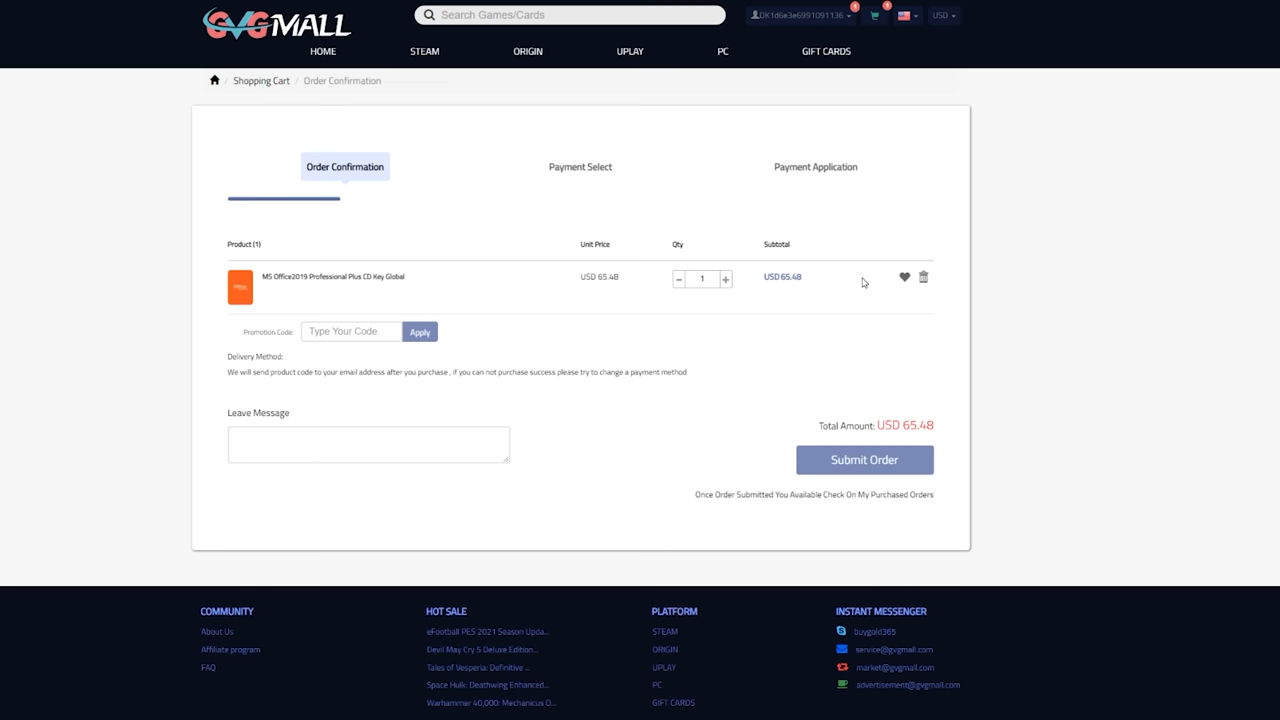 GVGMALL
Search Games/Cards
DK1d6e3e6991091136
USD
HOME STEAM ORIGIN UPLAY PC GIFT CARDS
/ Shopping Cart / Order Confirmation
Order Confirmation Payment Select Payment Application
Product (1) Unit Price Qty Subtotal
MS Office2019 Professional Plus CD Key Global USD 65.48 − 1 + USD 65.48
Promotion Code: Type Your Code Apply
Delivery Method:
We will send product code to your email address after you purchase , if you can not purchase success please try to change a payment method
Leave Message
Total Amount: USD 65.48
Submit Order
Once Order Submitted You Available Check On My Purchased Orders
COMMUNITY
About Us
Affiliate program
FAQ
HOT SALE
eFootball PES 2021 Season Upda...
Devil May Cry 5 Deluxe Edition...
Tales of Vesperia: Definitive ...
Space Hulk: Deathwing Enhanced...
Warhammer 40,000: Mechanicus O...
PLATFORM
STEAM
ORIGIN
UPLAY
PC
GIFT CARDS
INSTANT MESSENGER
buygold365
service@gvgmall.com
market@gvgmall.com
advertisement@gvgmall.com